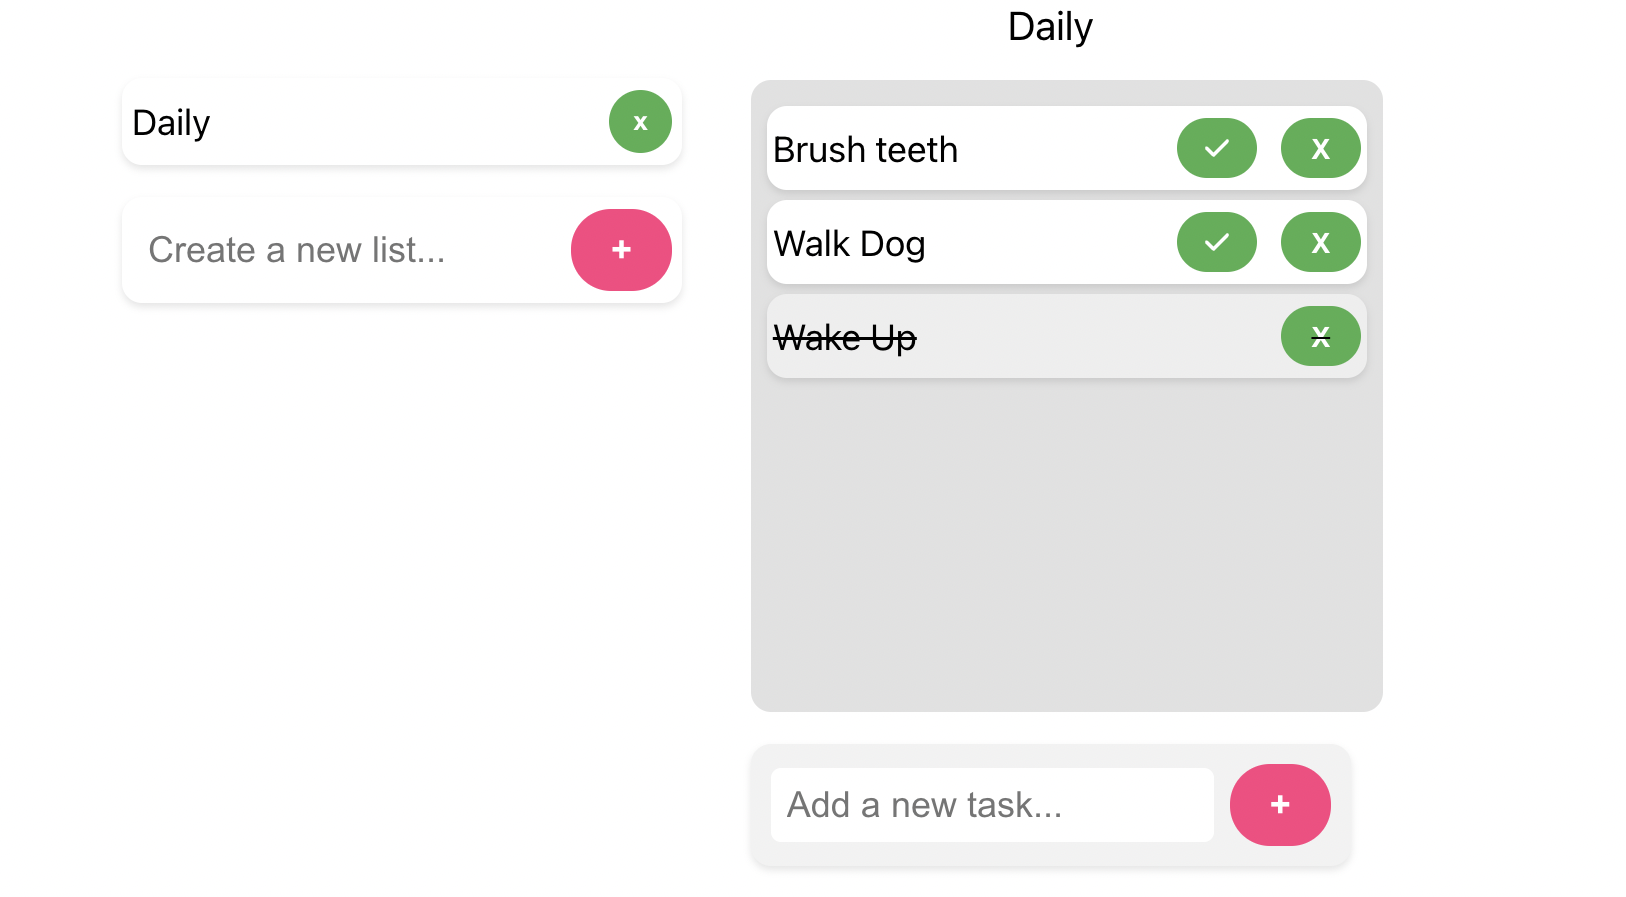 Daily
Daily x
Create a new list...
+
Brush teeth ✓ X
Walk Dog ✓ X
Wake Up X
Add a new task...
+